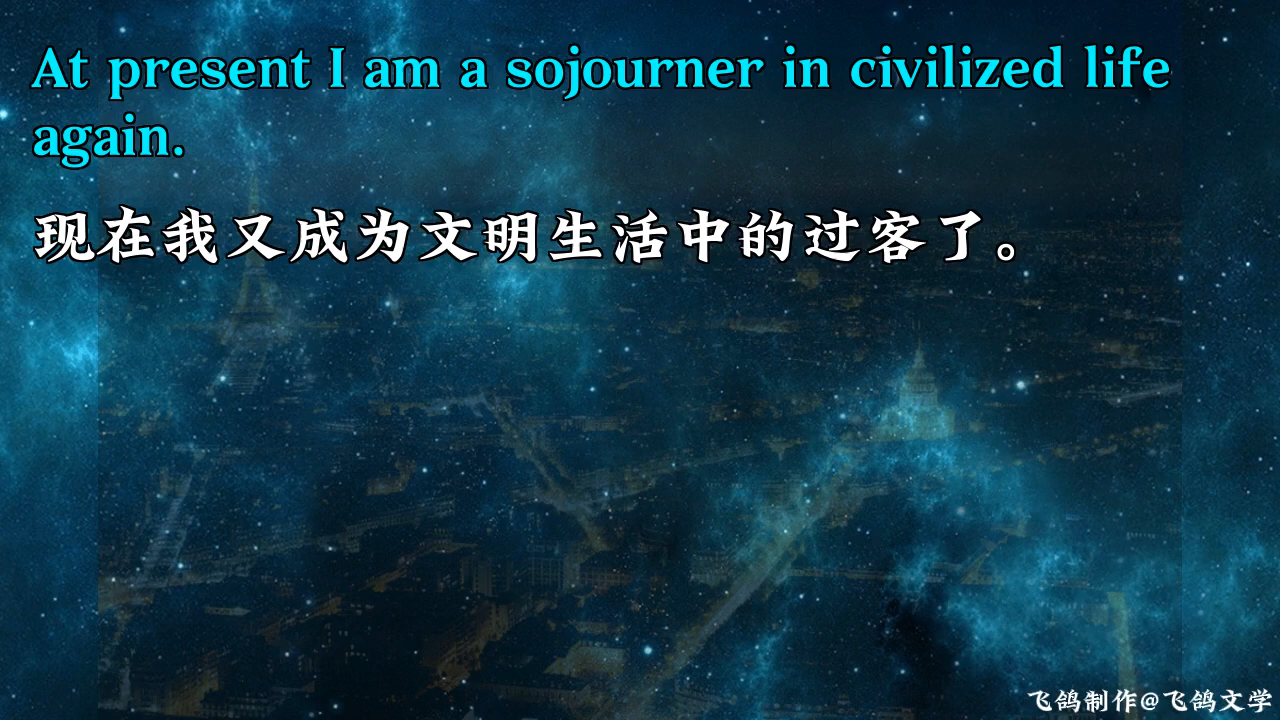 At present I am a sojourner in civilized life
again.
现在我又成为文明生活中的过客了。
飞鸽制作@飞鸽文学